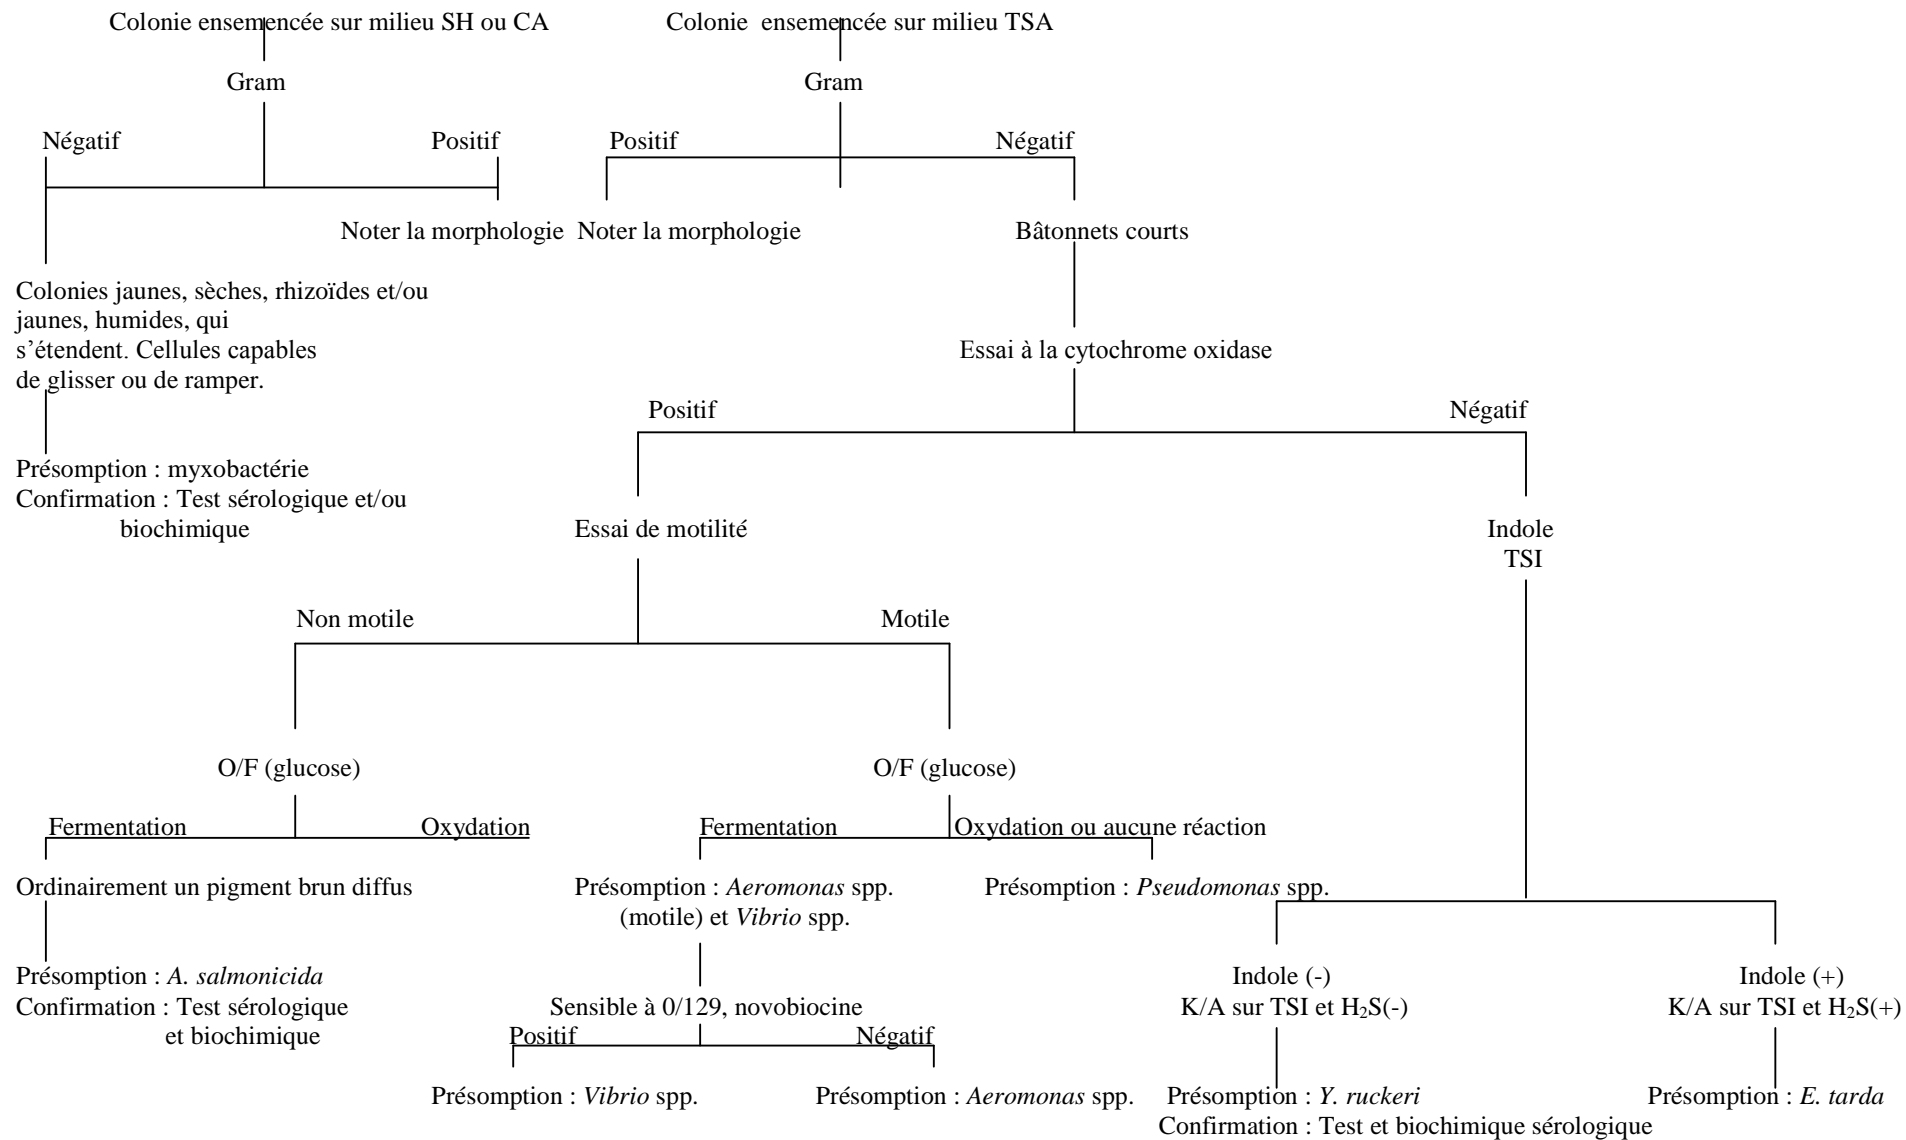 Colonie ensemencée sur milieu SH ou CA
Colonie ensemencée sur milieu TSA
Gram
Gram
Négatif
Positif
Positif
Négatif
Noter la morphologie
Noter la morphologie
Bâtonnets courts
Colonies jaunes, sèches, rhizoïdes et/ou
jaunes, humides, qui
s'étendent. Cellules capables
de glisser ou de ramper.
Essai à la cytochrome oxidase
Positif
Négatif
Présomption : myxobactérie
Confirmation : Test sérologique et/ou
biochimique
Essai de motilité
Indole
TSI
Non motile
Motile
O/F (glucose)
O/F (glucose)
Fermentation
Oxydation
Fermentation
Oxydation ou aucune réaction
Ordinairement un pigment brun diffus
Présomption : Aeromonas spp.
(motile) et Vibrio spp.
Présomption : Pseudomonas spp.
Présomption : A. salmonicida
Confirmation : Test sérologique
et biochimique
Sensible à 0/129, novobiocine
Positif
Négatif
Indole (-)
K/A sur TSI et H₂S(-)
Indole (+)
K/A sur TSI et H₂S(+)
Présomption : Vibrio spp.
Présomption : Aeromonas spp.
Présomption : Y. ruckeri
Confirmation : Test et biochimique sérologique
Présomption : E. tarda